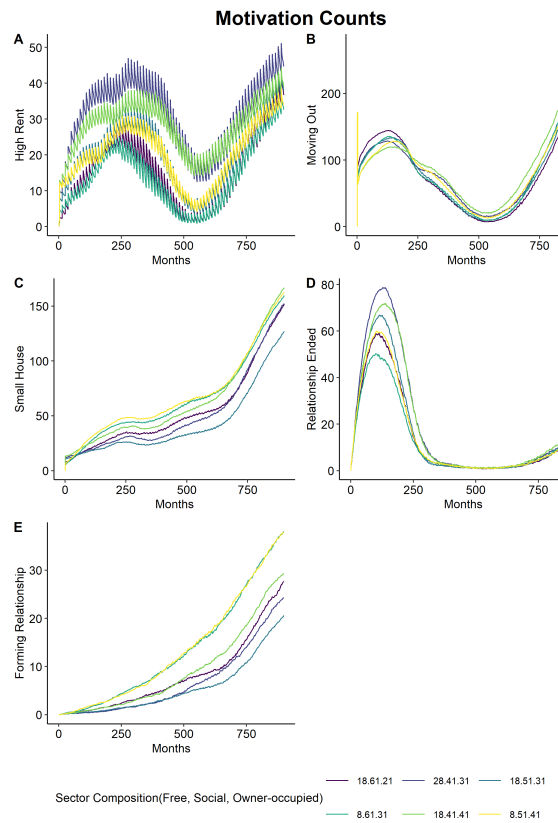 Motivation Counts
A
50
40
30
20
10
0
High Rent
0
250
500
750
Months
B
200
100
0
Moving Out
0
250
500
750
Months
C
150
100
50
0
Small House
0
250
500
750
Months
D
80
60
40
20
0
Relationship Ended
0
250
500
750
Months
E
30
20
10
0
Forming Relationship
0
250
500
750
Months
Sector Composition(Free, Social, Owner-occupied)
18.61.21
28.41.31
18.51.31
8.61.31
18.41.41
8.51.41